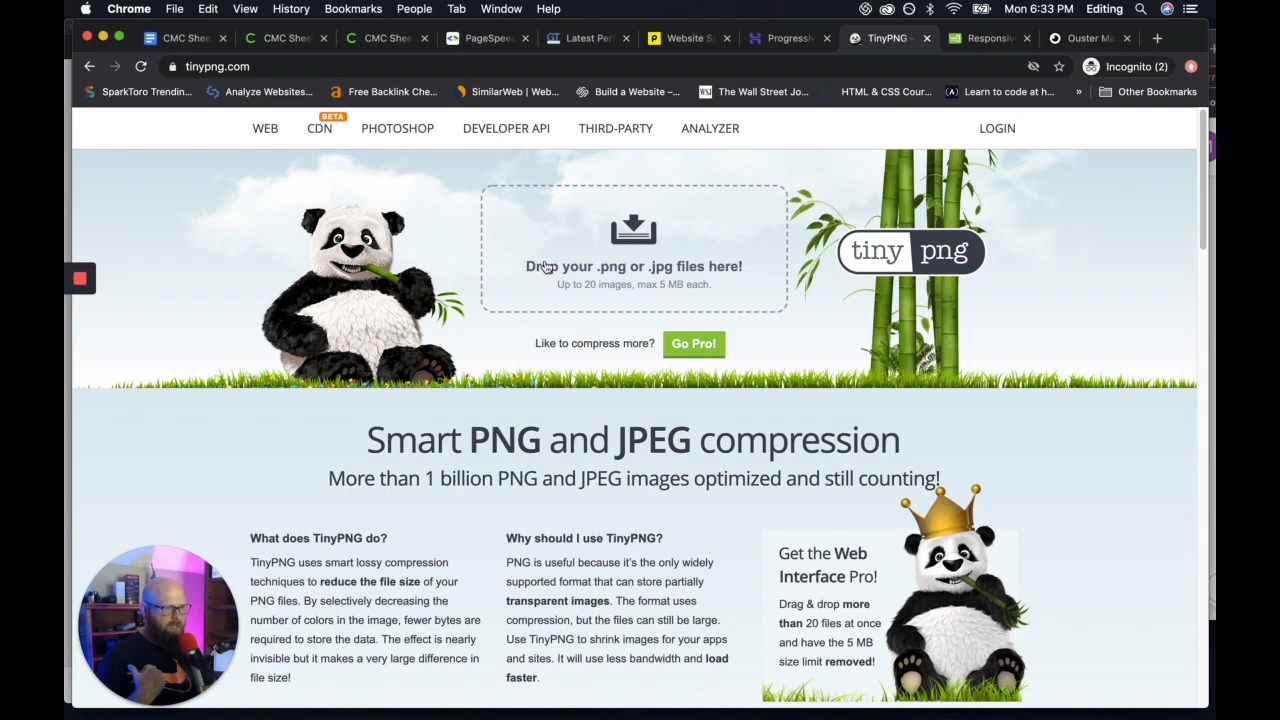 Chrome File Edit View History Bookmarks People Tab Window Help Mon 6:33 PM Editing
CMC Shee CMC Shee CMC Shee PageSpee Latest Perf Website S Progressiv TinyPNG – Responsiv Ouster Ma
tinypng.com Incognito (2)
SparkToro Trending... Analyze Websites... Free Backlink Che... SimilarWeb | Web... Build a Website –... The Wall Street Jo... HTML & CSS Cour... Learn to code at h... » Other Bookmarks
BETA
WEB CDN PHOTOSHOP DEVELOPER API THIRD-PARTY ANALYZER LOGIN
tiny png
Drop your .png or .jpg files here!
Up to 20 images, max 5 MB each.
Like to compress more? Go Pro!
Smart PNG and JPEG compression
More than 1 billion PNG and JPEG images optimized and still counting!
What does TinyPNG do?
TinyPNG uses smart lossy compression
techniques to reduce the file size of your
PNG files. By selectively decreasing the
number of colors in the image, fewer bytes are
required to store the data. The effect is nearly
invisible but it makes a very large difference in
file size!
Why should I use TinyPNG?
PNG is useful because it's the only widely
supported format that can store partially
transparent images. The format uses
compression, but the files can still be large.
Use TinyPNG to shrink images for your apps
and sites. It will use less bandwidth and load
faster.
Get the Web
Interface Pro!
Drag & drop more
than 20 files at once
and have the 5 MB
size limit removed!